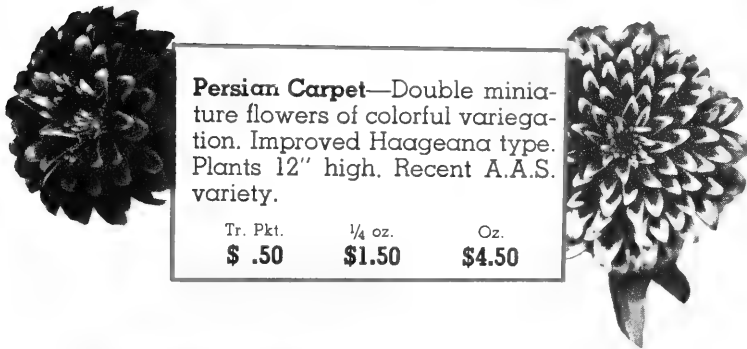 Persian Carpet—Double minia-
ture flowers of colorful variega-
tion. Improved Haageana type.
Plants 12" high. Recent A.A.S.
variety.
Tr. Pkt. ¼ oz. Oz.
$ .50 $1.50 $4.50